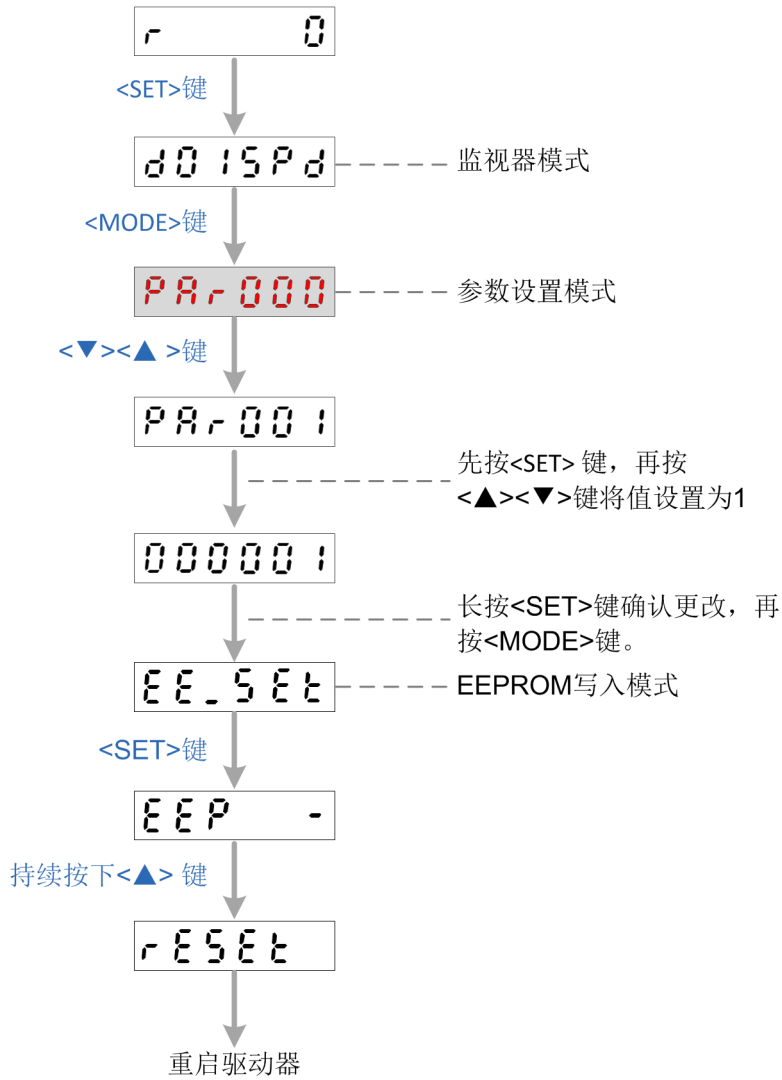 r 0
<SET>键
d01SPd
监视器模式
<MODE>键
PAr000
参数设置模式
<▼><▲ >键
PAr001
先按<SET> 键，再按
<▲><▼>键将值设置为1
000001
长按<SET>键确认更改，再
按<MODE>键。
EE_SEt
EEPROM写入模式
<SET>键
EEP -
持续按下<▲> 键
rESEt
重启驱动器